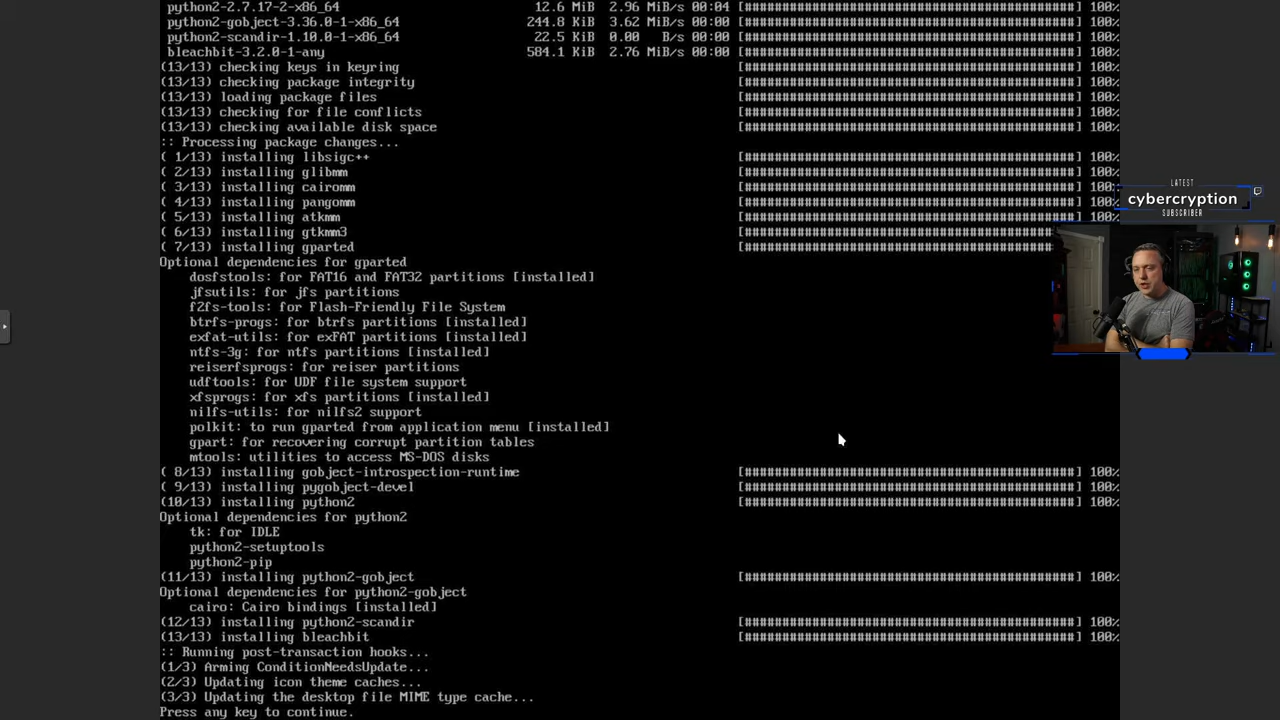 python2-2.7.17-2-x86_64 12.6 MiB 2.96 MiB/s 00:04 [######################################] 100%
python2-gobject-3.36.0-1-x86_64 244.8 KiB 3.62 MiB/s 00:00 [######################################] 100%
python2-scandir-1.10.0-1-x86_64 22.5 KiB 0.00 B/s 00:00 [######################################] 100%
bleachbit-3.2.0-1-any 584.1 KiB 2.76 MiB/s 00:00 [######################################] 100%
(13/13) checking keys in keyring [######################################] 100%
(13/13) checking package integrity [######################################] 100%
(13/13) loading package files [######################################] 100%
(13/13) checking for file conflicts [######################################] 100%
(13/13) checking available disk space [######################################] 100%
:: Processing package changes...
( 1/13) installing libsigc++ [######################################] 100%
( 2/13) installing glibmm [######################################] 100%
( 3/13) installing cairomm [######################################] 100%
( 4/13) installing pangomm [######################################] 100%
( 5/13) installing atkmm [######################################] 100%
( 6/13) installing gtkmm3 [######################################] 100%
( 7/13) installing gparted [######################################
Optional dependencies for gparted
dosfstools: for FAT16 and FAT32 partitions [installed]
jfsutils: for jfs partitions
f2fs-tools: for Flash-Friendly File System
btrfs-progs: for btrfs partitions [installed]
exfat-utils: for exFAT partitions [installed]
ntfs-3g: for ntfs partitions [installed]
reiserfsprogs: for reiser partitions
udftools: for UDF file system support
xfsprogs: for xfs partitions [installed]
nilfs-utils: for nilfs2 support
polkit: to run gparted from application menu [installed]
gpart: for recovering corrupt partition tables
mtools: utilities to access MS-DOS disks
( 8/13) installing gobject-introspection-runtime [######################################] 100%
( 9/13) installing pygobject-devel [######################################] 100%
(10/13) installing python2 [######################################] 100%
Optional dependencies for python2
tk: for IDLE
python2-setuptools
python2-pip
(11/13) installing python2-gobject [######################################] 100%
Optional dependencies for python2-gobject
cairo: Cairo bindings [installed]
(12/13) installing python2-scandir [######################################] 100%
(13/13) installing bleachbit [######################################] 100%
:: Running post-transaction hooks...
(1/3) Arming ConditionNeedsUpdate...
(2/3) Updating icon theme caches...
(3/3) Updating the desktop file MIME type cache...
Press any key to continue.
LATEST
cybercryption
SUBSCRIBER